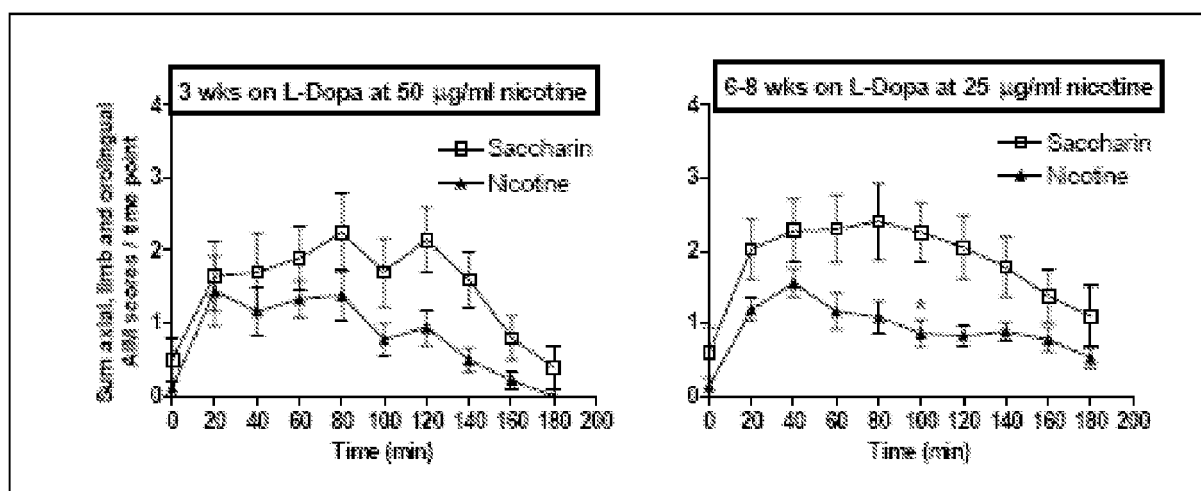 3 wks on L-Dopa at 50 µg/ml nicotine
Sum axial, limb and orolingual
AIM scores / time point
4
3
2
1
0
Saccharin
Nicotine
0 20 40 60 80 100 120 140 160 180 200
Time (min)
6-8 wks on L-Dopa at 25 µg/ml nicotine
4
3
2
1
0
Saccharin
Nicotine
0 20 40 60 80 100 120 140 160 180 200
Time (min)